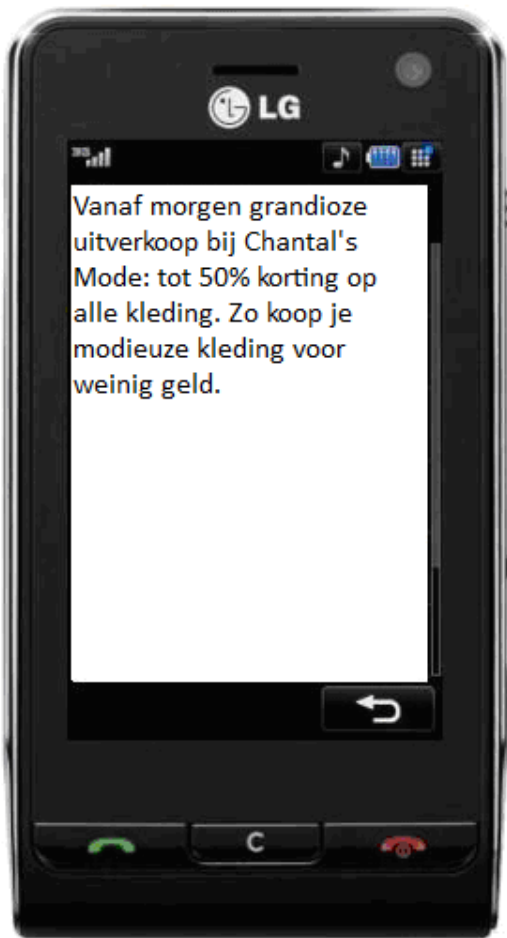 LG
3G
Vanaf morgen grandioze
uitverkoop bij Chantal's
Mode: tot 50% korting op
alle kleding. Zo koop je
modieuze kleding voor
weinig geld.
C